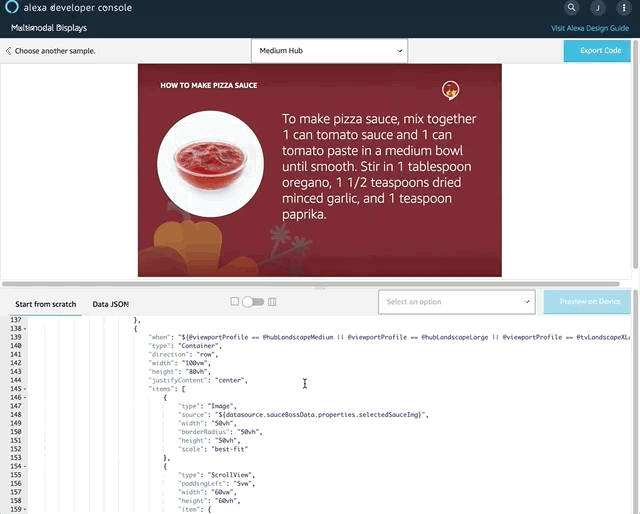 alexa developer console
J
Multimodal Displays
Visit Alexa Design Guide
Choose another sample.
Medium Hub
Export Code
HOW TO MAKE PIZZA SAUCE
To make pizza sauce, mix together
1 can tomato sauce and 1 can
tomato paste in a medium bowl
until smooth. Stir in 1 tablespoon
oregano, 1 1/2 teaspoons dried
minced garlic, and 1 teaspoon
paprika.
Start from scratch
Data JSON
Select an option
Preview on Device
137 },
138 {
139 "when": "${@viewportProfile == @hubLandscapeMedium || @viewportProfile == @hubLandscapeLarge || @viewportProfile == @tvLandscapeXL
140 "type": "Container",
141 "direction": "row",
142 "width": "100vw",
143 "height": "80vh",
144 "justifyContent": "center",
145 "items": [
146 {
147 "type": "Image",
148 "source": "${datasource.sauceBossData.properties.selectedSauceImg}",
149 "width": "50vh",
150 "borderRadius": "50vh",
151 "height": "50vh",
152 "scale": "best-fit"
153 },
154 {
155 "type": "ScrollView",
156 "paddingLeft": "5vw",
157 "width": "60vw",
158 "height": "60vh",
159 "item": {